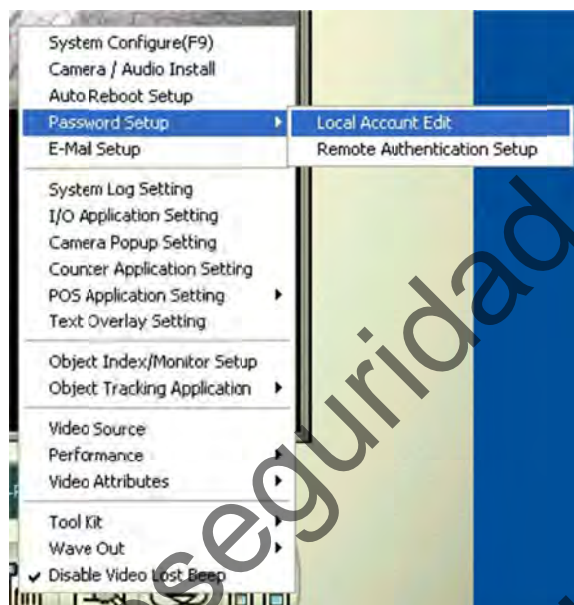 System Configure(F9)
Camera / Audio Install
Auto Reboot Setup
Password Setup
Local Account Edit
E-Mail Setup
Remote Authentication Setup
System Log Setting
I/O Application Setting
Camera Popup Setting
Counter Application Setting
POS Application Setting
Text Overlay Setting
Object Index/Monitor Setup
Object Tracking Application
Video Source
Performance
Video Attributes
Tool Kit
Wave Out
Disable Video Lost Beep
oseguridad